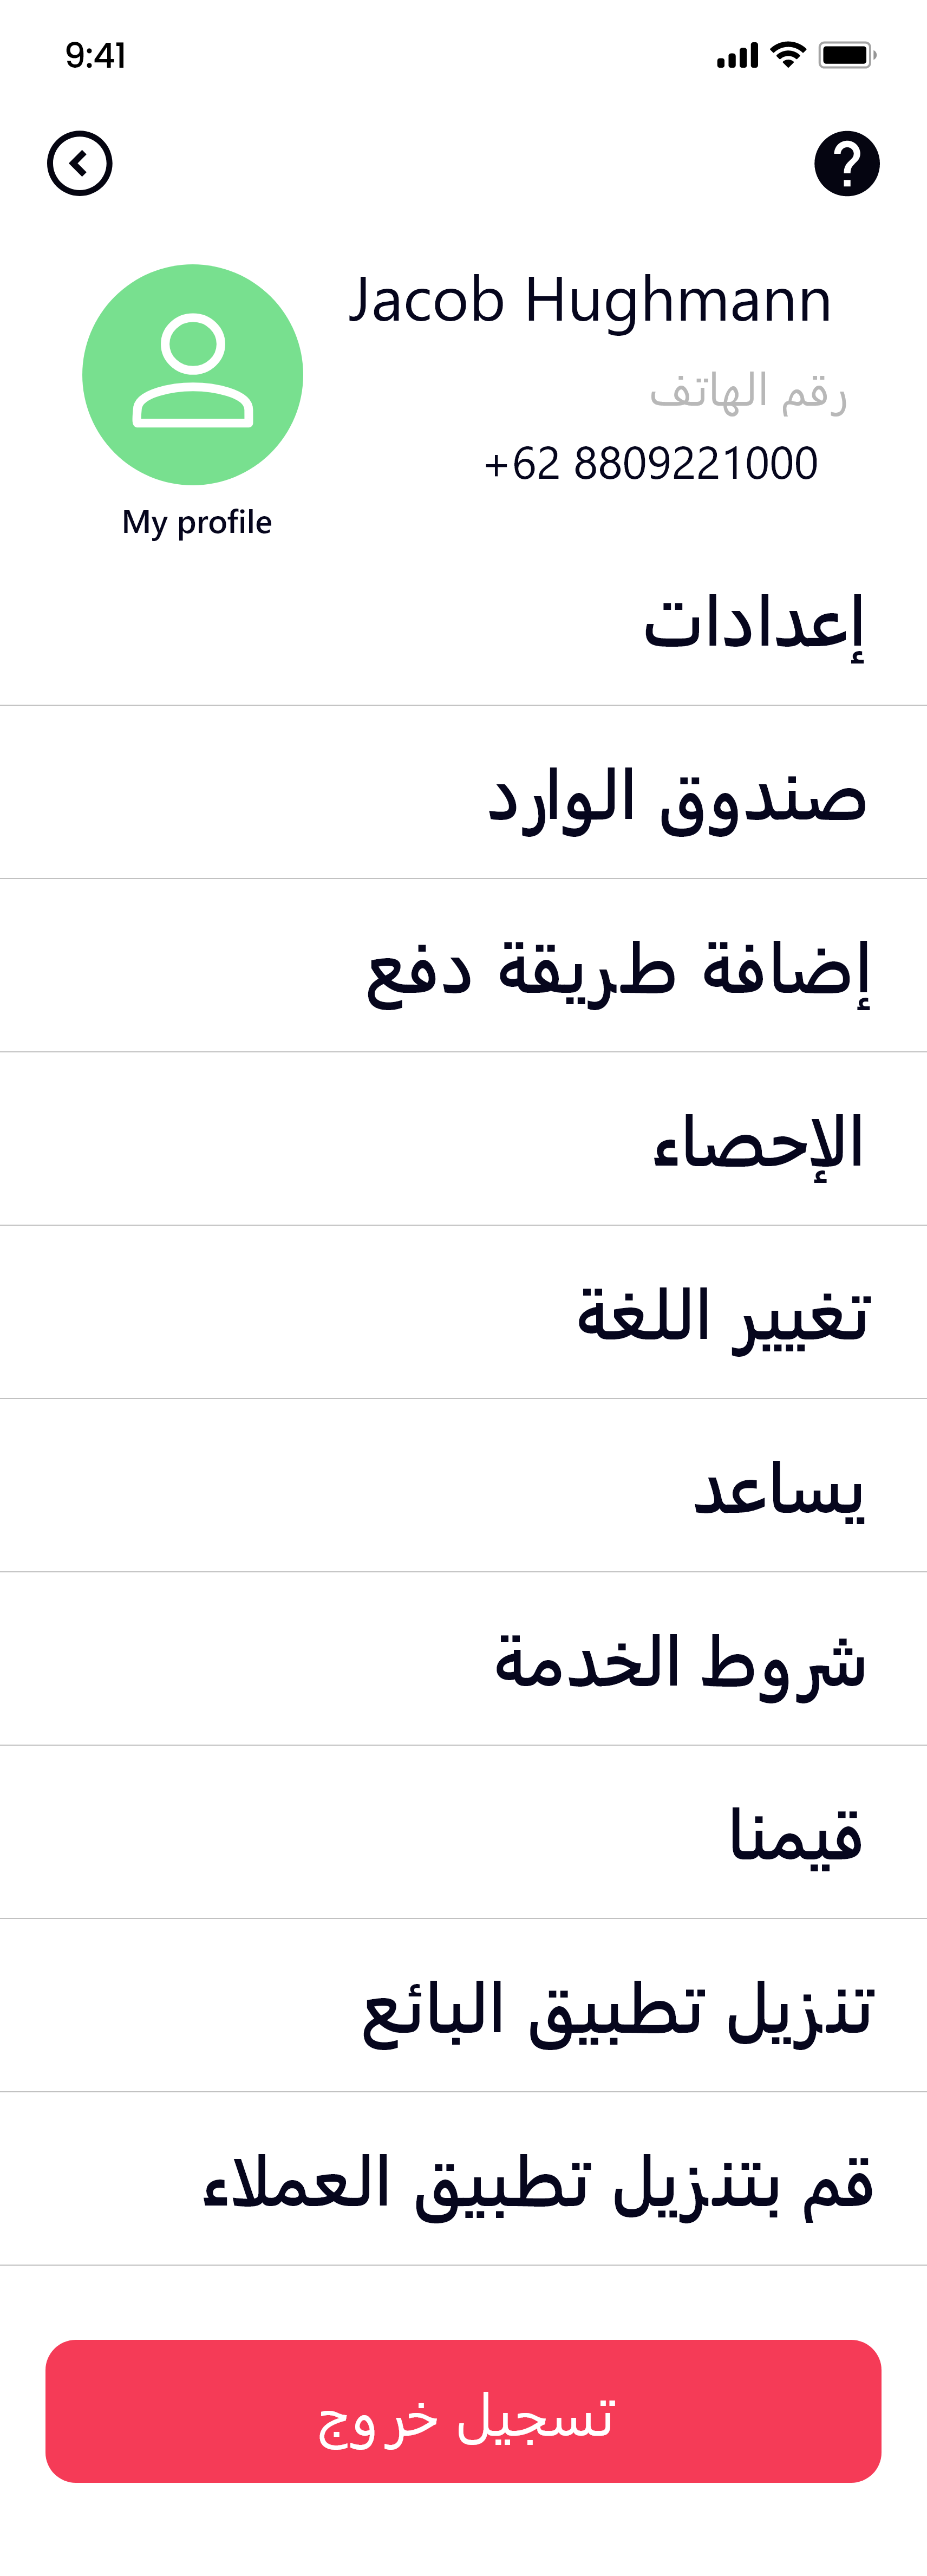 9:41
Jacob Hughmann
رقم الهاتف
+62 8809221000
My profile
إعدادات
صندوق الوارد
إضافة طريقة دفع
الإحصاء
تغيير اللغة
يساعد
شروط الخدمة
قيمنا
تنزيل تطبيق البائع
قم بتنزيل تطبيق العملاء
تسجيل خروج